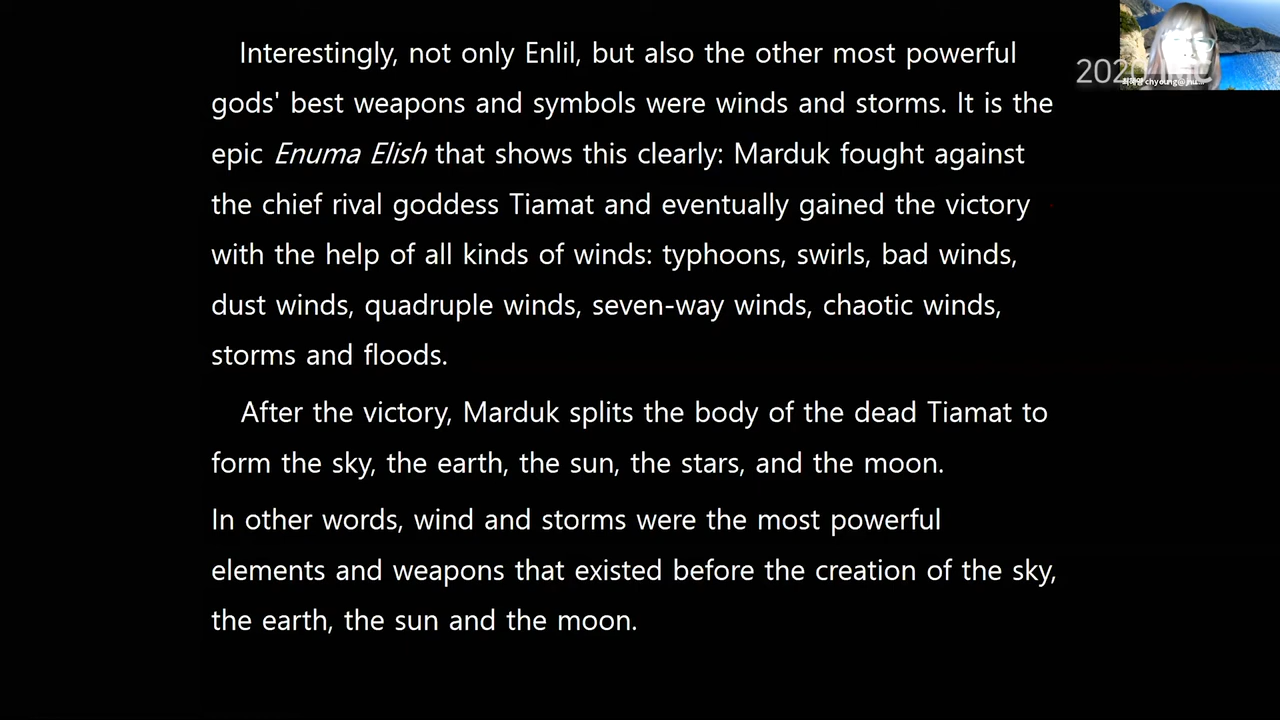 Interestingly, not only Enlil, but also the other most powerful
gods' best weapons and symbols were winds and storms. It is the
epic Enuma Elish that shows this clearly: Marduk fought against
the chief rival goddess Tiamat and eventually gained the victory
with the help of all kinds of winds: typhoons, swirls, bad winds,
dust winds, quadruple winds, seven-way winds, chaotic winds,
storms and floods.
After the victory, Marduk splits the body of the dead Tiamat to
form the sky, the earth, the sun, the stars, and the moon.
In other words, wind and storms were the most powerful
elements and weapons that existed before the creation of the sky,
the earth, the sun and the moon.